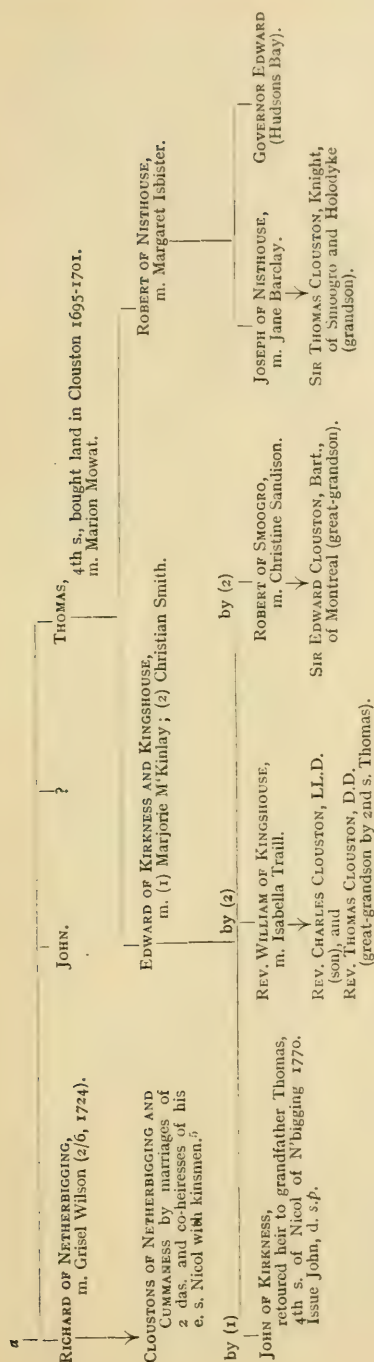 a
RICHARD OF NETHERBIGGING,
m. Grisel Wilson (2/6, 1724).
JOHN.
?
THOMAS,
4th s., bought land in Clouston 1695-1701.
m. Marion Mowat.
CLOUSTONS OF NETHERBIGGING AND
CUMMANESS by marriages of
2 das. and co-heiresses of his
e. s. Nicol with kinsmen.⁵
EDWARD OF KIRKNESS AND KINGSHOUSE,
m. (1) Marjorie M'Kinlay; (2) Christian Smith.
ROBERT OF NISTHOUSE,
m. Margaret Isbister.
by (1)
by (2)
by (2)
JOHN OF KIRKNESS,
retoured heir to grandfather Thomas,
4th s. of Nicol of N'bigging 1770.
Issue John, d. s.p.
REV. WILLIAM OF KINGSHOUSE,
m. Isabella Traill.
REV. CHARLES CLOUSTON, LL.D.
(son), and
REV. THOMAS CLOUSTON, D.D.
(great-grandson by 2nd s. Thomas).
ROBERT OF SMOOGRO,
m. Christine Sandison.
SIR EDWARD CLOUSTON, Bart.,
of Montreal (great-grandson).
JOSEPH OF NISTHOUSE,
m. Jane Barclay.
SIR THOMAS CLOUSTON, Knight,
of Smoogro and Holodyke
(grandson).
GOVERNOR EDWARD
(Hudsons Bay).